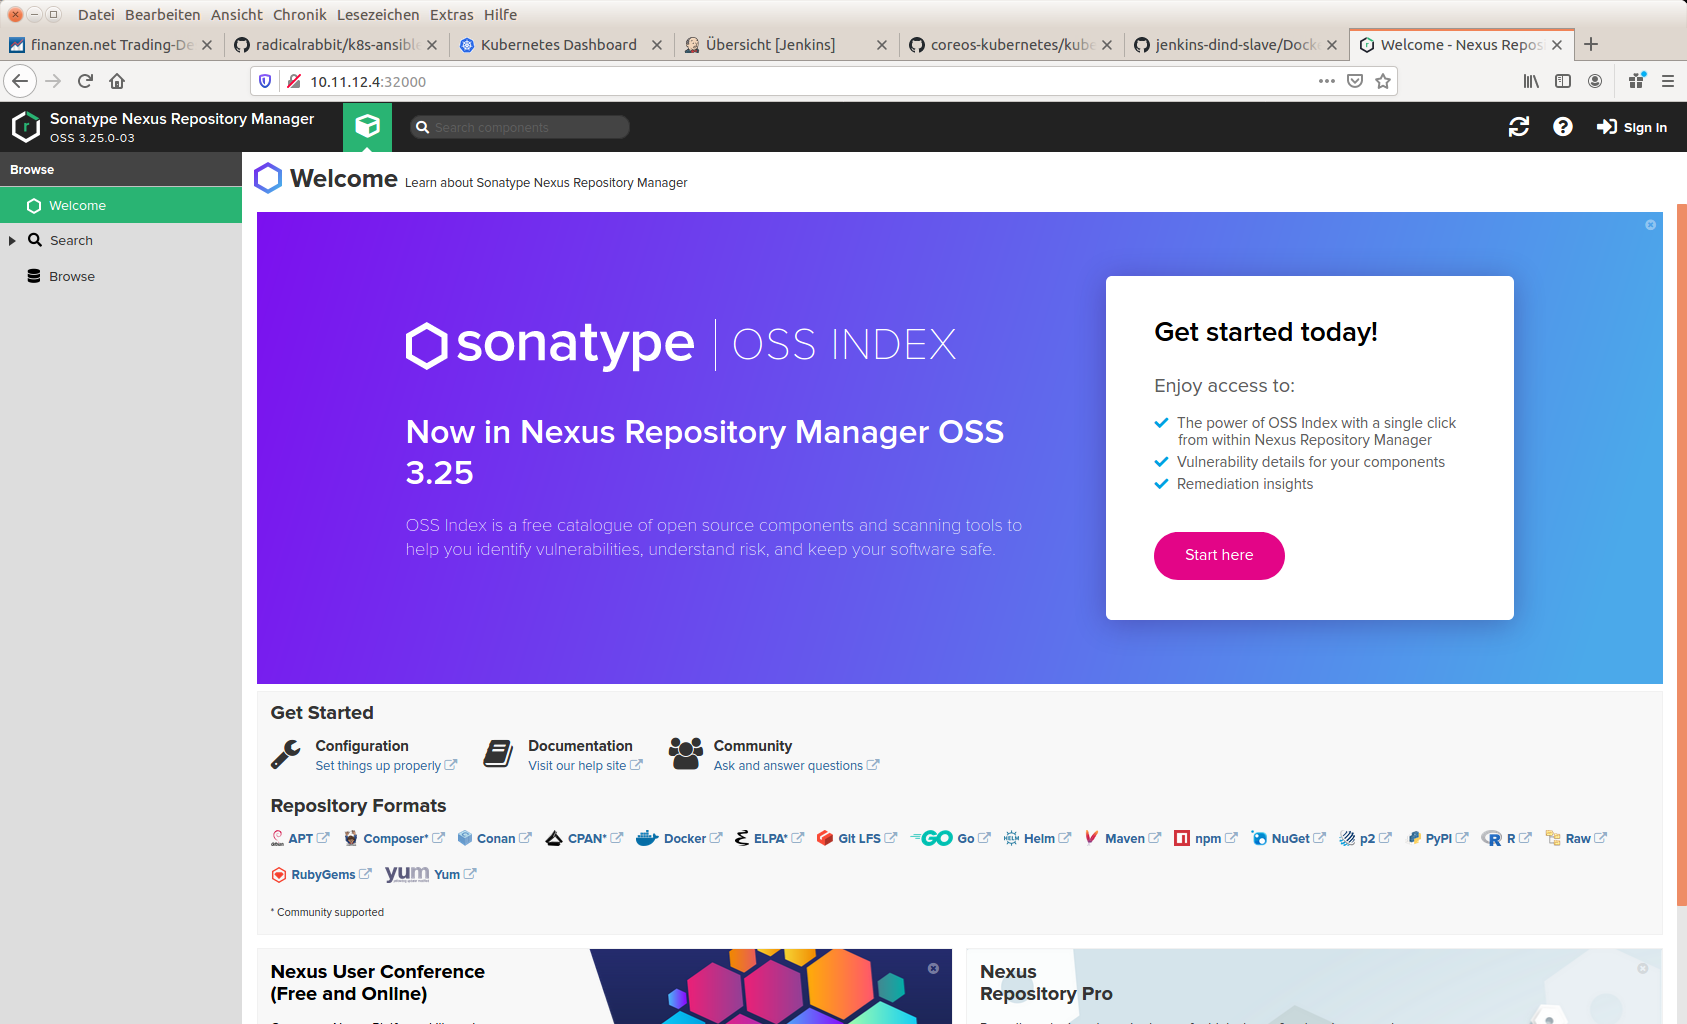 Datei Bearbeiten Ansicht Chronik Lesezeichen Extras Hilfe
finanzen.net Trading-De
radicalrabbit/k8s-ansible
Kubernetes Dashboard
Übersicht [Jenkins]
coreos-kubernetes/kube
jenkins-dind-slave/Docke
Welcome - Nexus Repos
10.11.12.4:32000
Sonatype Nexus Repository Manager
OSS 3.25.0-03
Search components
Sign in
Browse
Welcome
Search
Browse
Welcome Learn about Sonatype Nexus Repository Manager
sonatype OSS INDEX
Now in Nexus Repository Manager OSS
3.25
OSS Index is a free catalogue of open source components and scanning tools to
help you identify vulnerabilities, understand risk, and keep your software safe.
Get started today!
Enjoy access to:
The power of OSS Index with a single click
from within Nexus Repository Manager
Vulnerability details for your components
Remediation insights
Start here
Get Started
Configuration
Set things up properly
Documentation
Visit our help site
Community
Ask and answer questions
Repository Formats
APT Composer* Conan CPAN* Docker ELPA* Git LFS GO Go HELM Helm Maven npm NuGet p2 PyPI R Raw
RubyGems yum Yum
* Community supported
Nexus User Conference
(Free and Online)
Nexus
Repository Pro